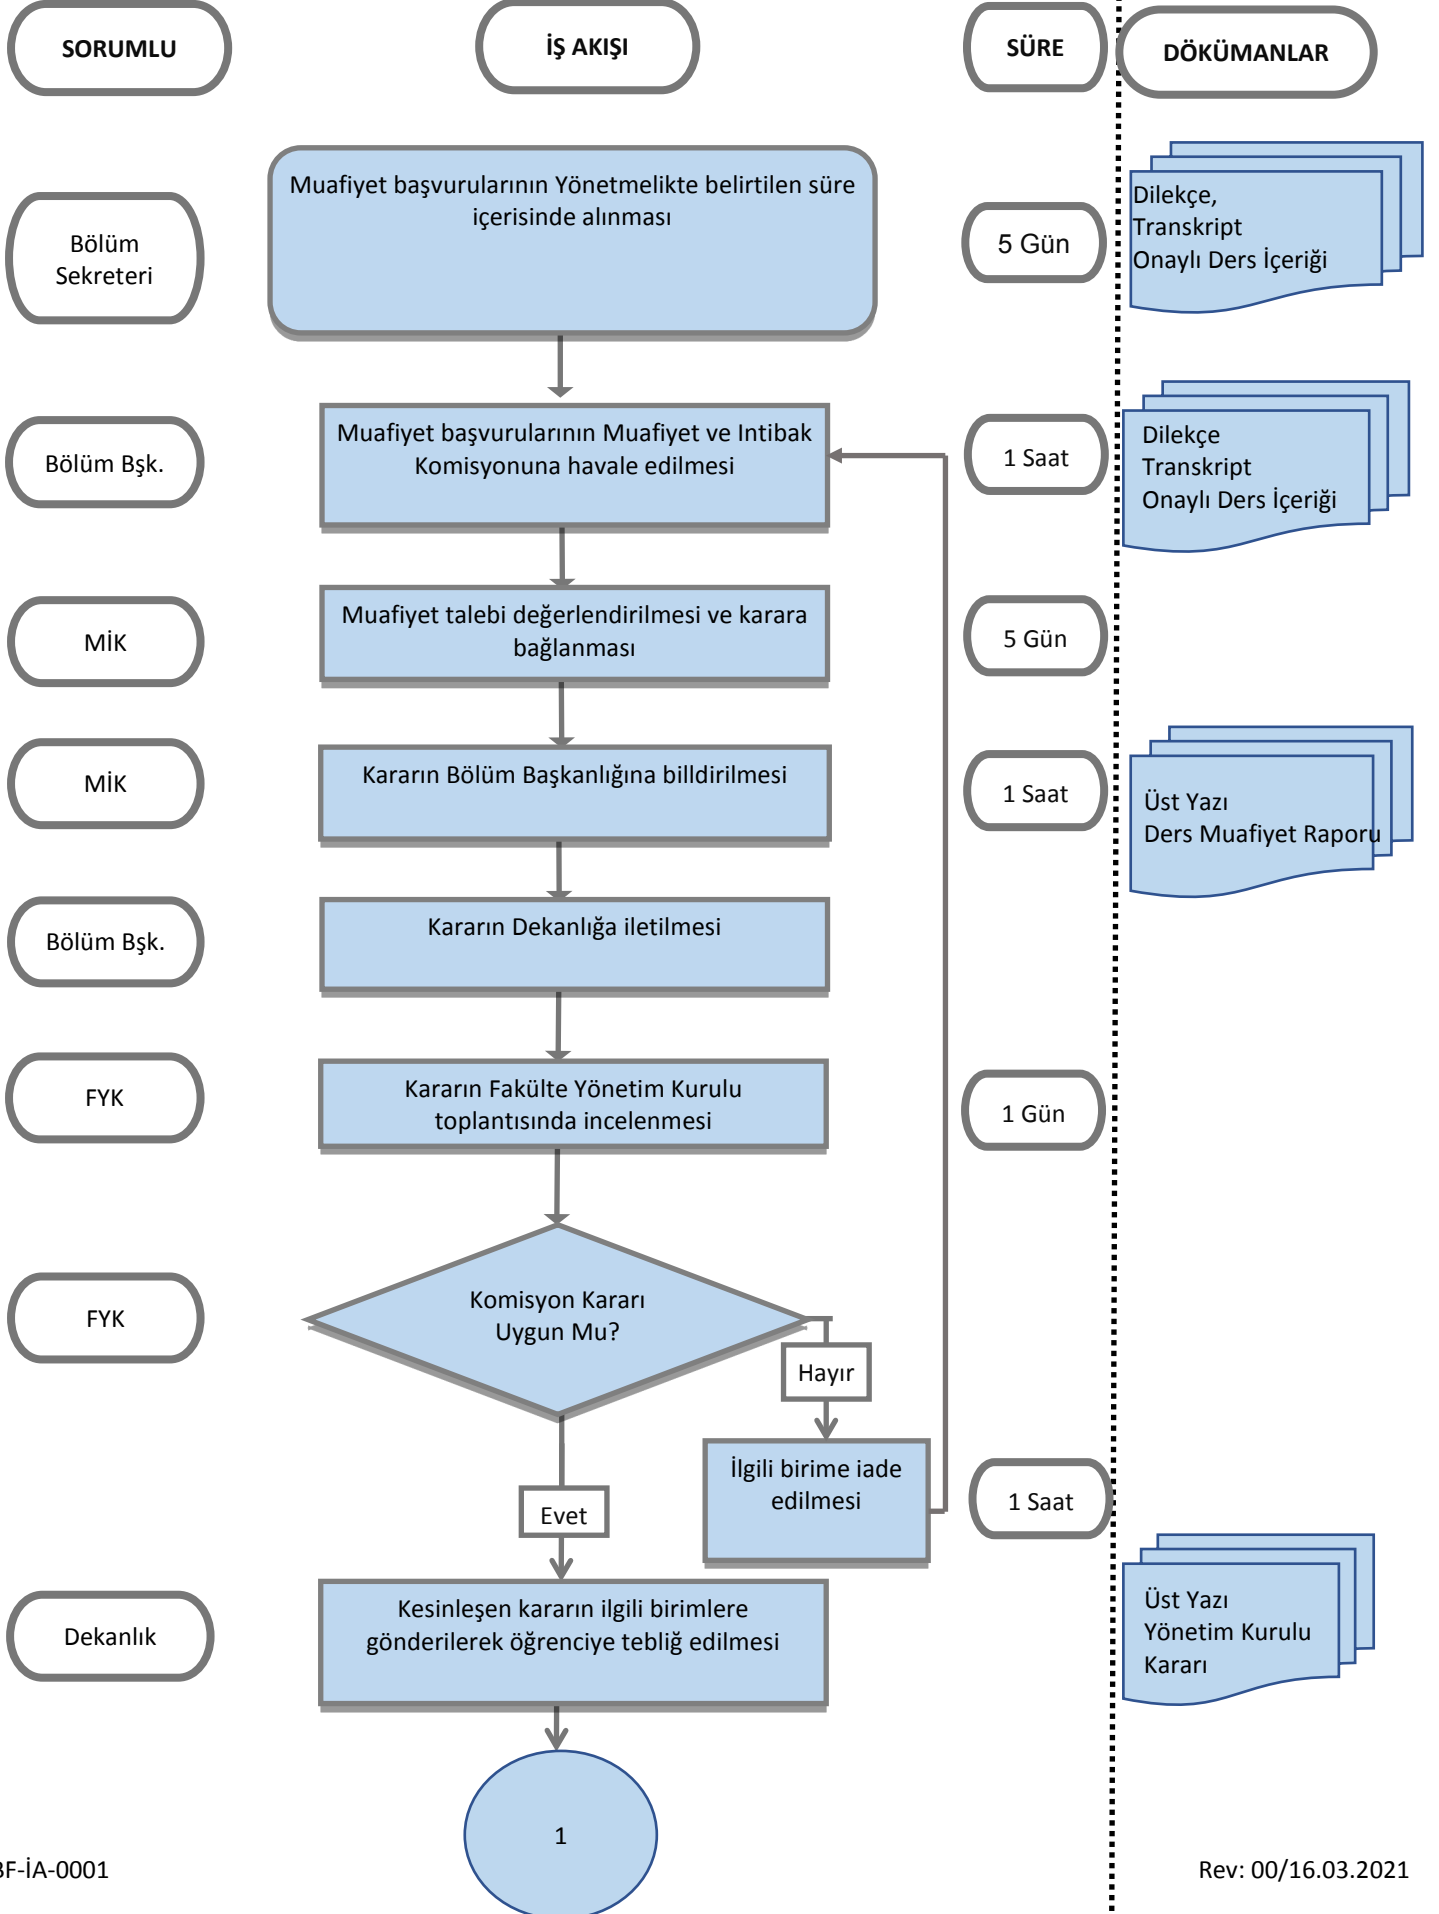 SORUMLU
İŞ AKIŞI
SÜRE
DÖKÜMANLAR
Bölüm
Sekreteri
Muafiyet başvurularının Yönetmelikte belirtilen süre
içerisinde alınması
5 Gün
Dilekçe,
Transkript
Onaylı Ders İçeriği
Bölüm Bşk.
Muafiyet başvurularının Muafiyet ve Intibak
Komisyonuna havale edilmesi
1 Saat
Dilekçe
Transkript
Onaylı Ders İçeriği
MİK
Muafiyet talebi değerlendirilmesi ve karara
bağlanması
5 Gün
MİK
Kararın Bölüm Başkanlığına billdirilmesi
1 Saat
Üst Yazı
Ders Muafiyet Raporu
Bölüm Bşk.
Kararın Dekanlığa iletilmesi
FYK
Kararın Fakülte Yönetim Kurulu
toplantısında incelenmesi
1 Gün
FYK
Komisyon Kararı
Uygun Mu?
Hayır
İlgili birime iade
edilmesi
1 Saat
Evet
Dekanlık
Kesinleşen kararın ilgili birimlere
gönderilerek öğrenciye tebliğ edilmesi
Üst Yazı
Yönetim Kurulu
Kararı
1
BF-İA-0001
Rev: 00/16.03.2021